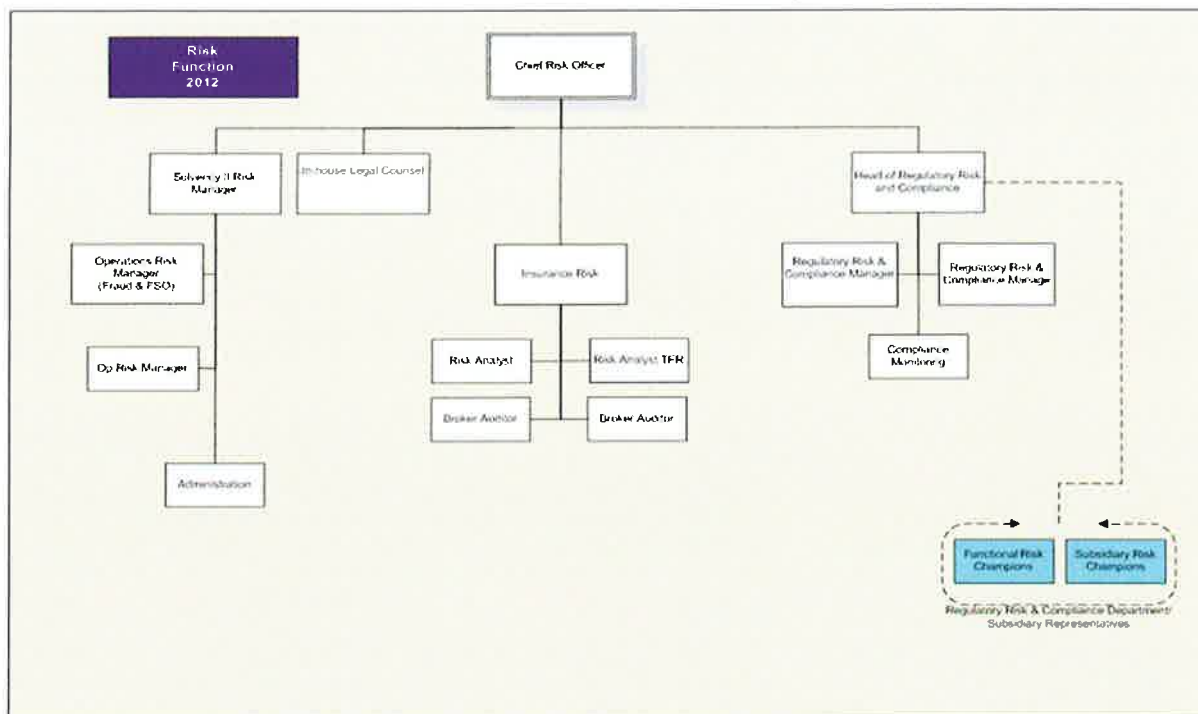 Risk
Function
2012
Chief Risk Officer
Solvency II Risk
Manager
In-house Legal Counsel
Head of Regulatory Risk
and Compliance
Operations Risk
Manager
(Fraud & FSO)
Insurance Risk
Regulatory Risk &
Compliance Manager
Regulatory Risk &
Compliance Manager
Op Risk Manager
Risk Analyst
Risk Analyst TFR
Compliance
Monitoring
Broker Auditor
Broker Auditor
Administration
Functional Risk
Champions
Subsidiary Risk
Champions
Regulatory Risk & Compliance Department/
Subsidiary Representatives